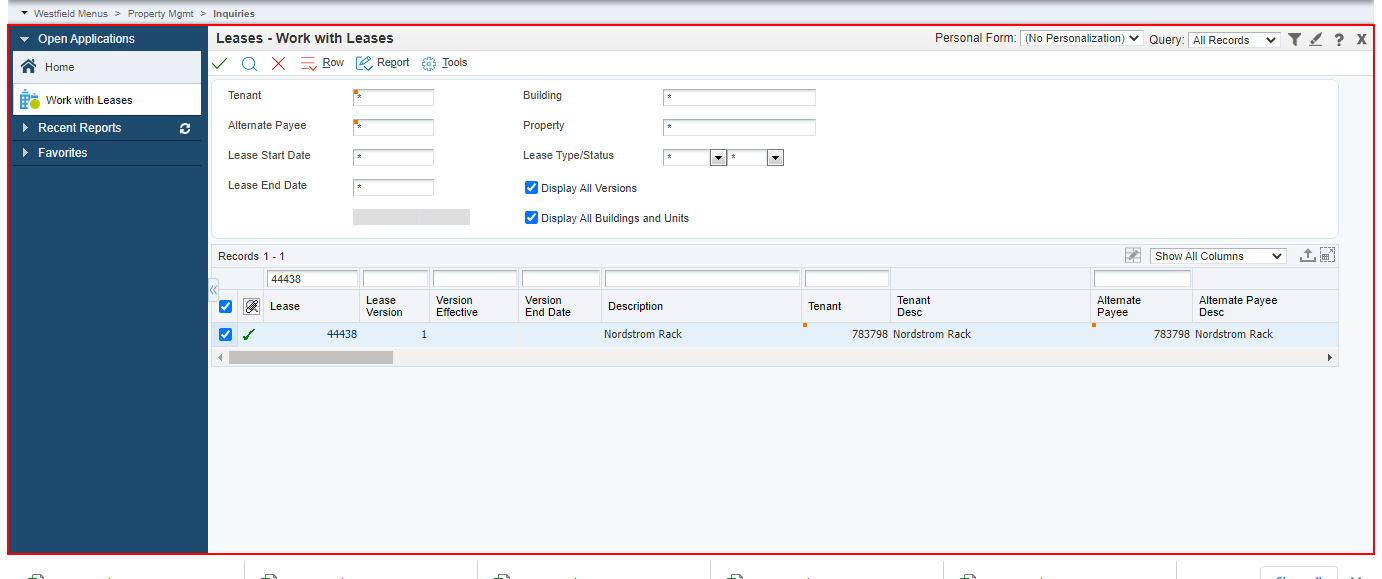 Westfield Menus > Property Mgmt > Inquiries
Open Applications
Home
Work with Leases
Recent Reports
Favorites
Leases - Work with Leases
Personal Form: (No Personalization) Query: All Records ? X
Row Report Tools
Tenant * Building *
Alternate Payee * Property *
Lease Start Date * Lease Type/Status * *
Lease End Date * Display All Versions
Display All Buildings and Units
Records 1 - 1 Show All Columns
44438
Lease Lease Version Version Effective Version End Date Description Tenant Tenant Desc Alternate Payee Alternate Payee Desc
44438 1 Nordstrom Rack 783798 Nordstrom Rack 783798 Nordstrom Rack